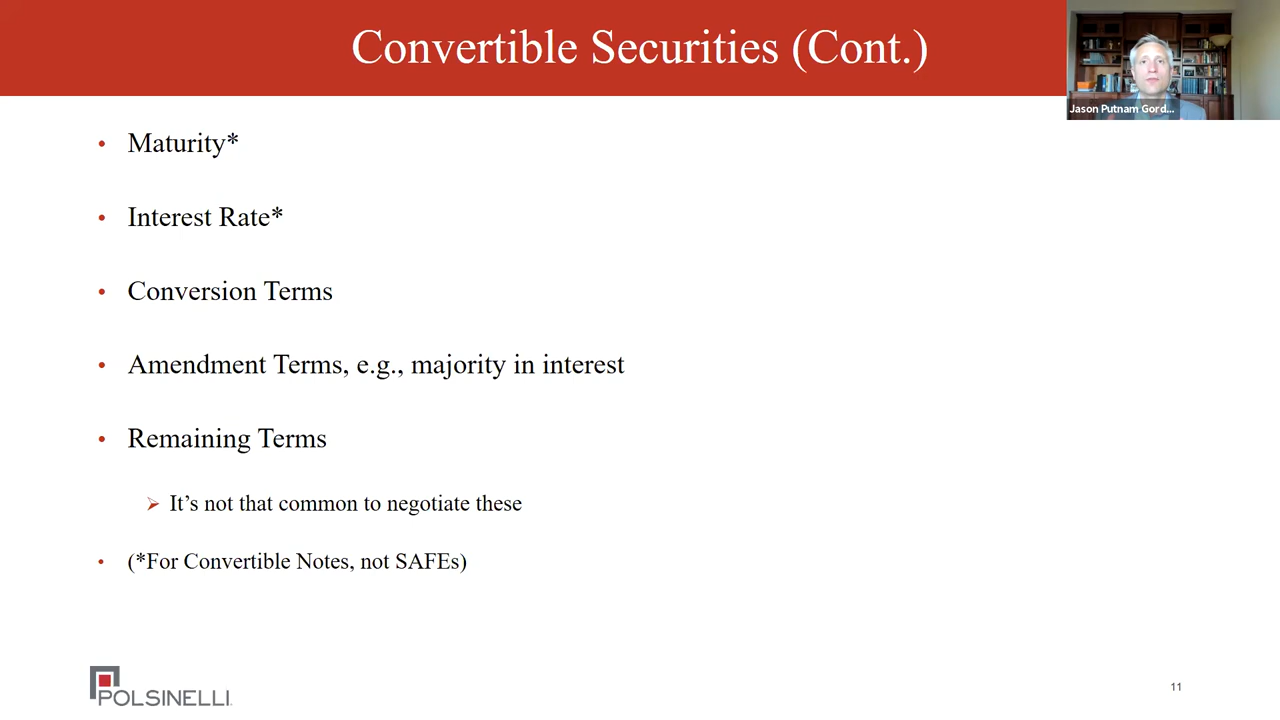 Convertible Securities (Cont.)
Jason Putnam Gord...
• Maturity*
• Interest Rate*
• Conversion Terms
• Amendment Terms, e.g., majority in interest
• Remaining Terms
➢ It’s not that common to negotiate these
• (*For Convertible Notes, not SAFEs)
POLSINELLI
11